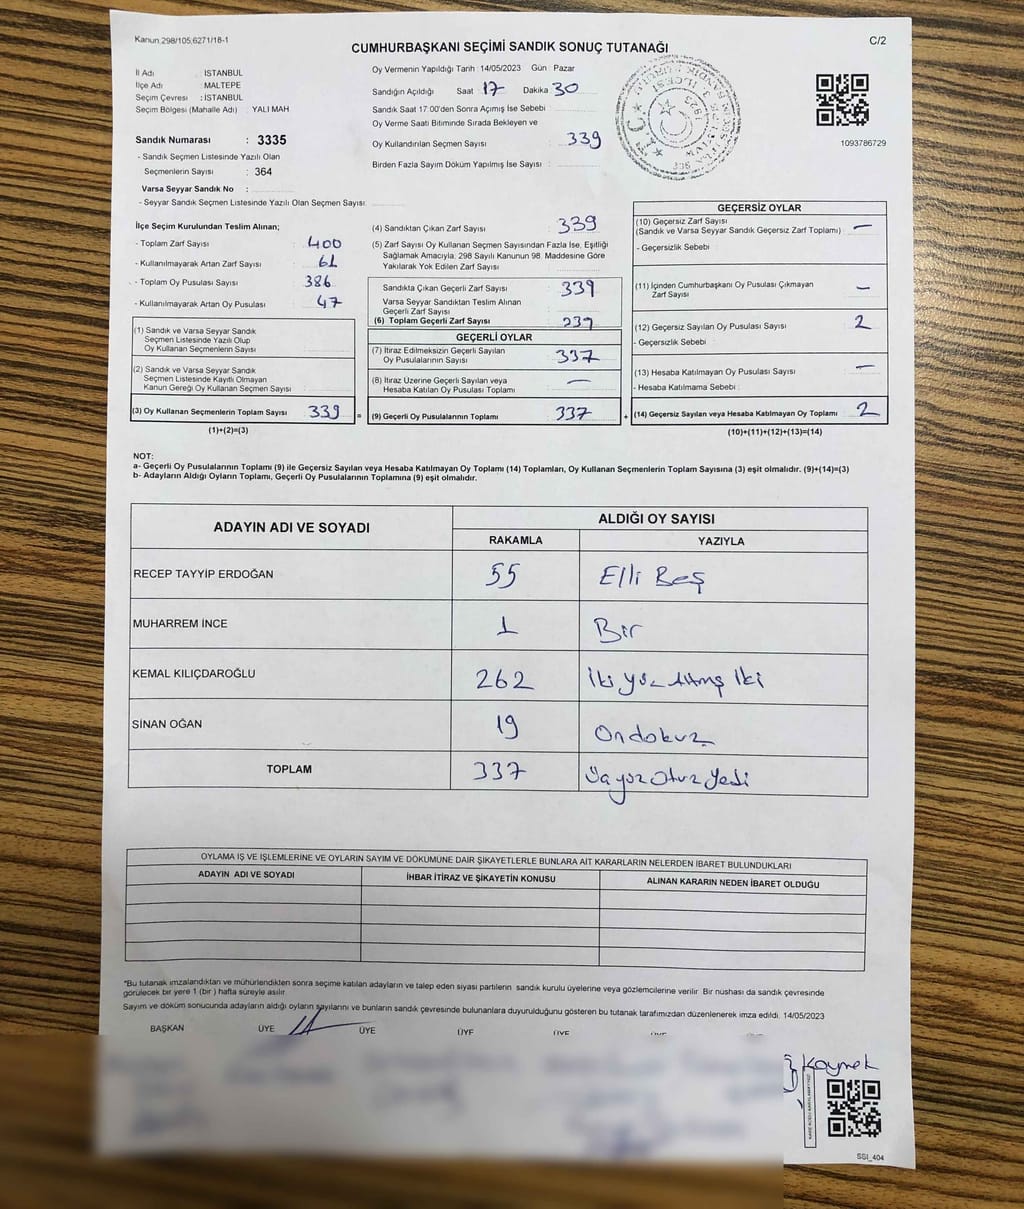 Kanun 298/105,6271/18-1
CUMHURBAŞKANI SEÇİMİ SANDIK SONUÇ TUTANAĞI
C/2
İl Adı : İSTANBUL
İlçe Adı : MALTEPE
Seçim Çevresi : İSTANBUL
Seçim Bölgesi (Mahalle Adı) : YALI MAH
Sandık Numarası : 3335
- Sandık Seçmen Listesinde Yazılı Olan
Seçmenlerin Sayısı : 364
Varsa Seyyar Sandık No :
- Seyyar Sandık Seçmen Listesinde Yazılı Olan Seçmen Sayısı:
Oy Vermenin Yapıldığı Tarih : 14/05/2023 Gün : Pazar
Sandığın Açıldığı Saat 17 Dakika 30
Sandık Saat 17:00'den Sonra Açımış İse Sebebi :
Oy Verme Saati Bitiminde Sırada Bekleyen ve
Oy Kullandırılan Seçmen Sayısı : 339
Birden Fazla Sayım Döküm Yapılmış İse Sayısı :
1093786729
İlçe Seçim Kurulundan Teslim Alınan;
- Toplam Zarf Sayısı : 400
- Kullanılmayarak Artan Zarf Sayısı : 61
- Toplam Oy Pusulası Sayısı : 386
- Kullanılmayarak Artan Oy Pusulası : 47
(1) Sandık ve Varsa Seyyar Sandık
Seçmen Listesinde Yazılı Olup
Oy Kullanan Seçmenlerin Sayısı :
(2) Sandık ve Varsa Seyyar Sandık
Seçmen Listesinde Kayıtlı Olmayan
Kanun Gereği Oy Kullanan Seçmen Sayısı :
(3) Oy Kullanan Seçmenlerin Toplam Sayısı : 339 =
(1)+(2)=(3)
(4) Sandıktan Çıkan Zarf Sayısı : 339
(5) Zarf Sayısı Oy Kullanan Seçmen Sayısından Fazla İse, Eşitliği
Sağlamak Amacıyla, 298 Sayılı Kanunun 98. Maddesine Göre
Yakılarak Yok Edilen Zarf Sayısı :
Sandıkta Çıkan Geçerli Zarf Sayısı : 339
Varsa Seyyar Sandıktan Teslim Alınan
Geçerli Zarf Sayısı :
(6) Toplam Geçerli Zarf Sayısı : 339
GEÇERLİ OYLAR
(7) İtiraz Edilmeksizin Geçerli Sayılan
Oy Pusulalarının Sayısı : 337
(8) İtiraz Üzerine Geçerli Sayılan veya
Hesaba Katılan Oy Pusulası Toplamı : —
(9) Geçerli Oy Pusulalarının Toplamı : 337 +
GEÇERSİZ OYLAR
(10) Geçersiz Zarf Sayısı
(Sandık ve Varsa Seyyar Sandık Geçersiz Zarf Toplamı) : —
- Geçersizlik Sebebi :
(11) İçinden Cumhurbaşkanı Oy Pusulası Çıkmayan
Zarf Sayısı : —
(12) Geçersiz Sayılan Oy Pusulası Sayısı : 2
- Geçersizlik Sebebi :
(13) Hesaba Katılmayan Oy Pusulası Sayısı : —
- Hesaba Katılmama Sebebi :
(14) Geçersiz Sayılan veya Hesaba Katılmayan Oy Toplamı : 2
(10)+(11)+(12)+(13)=(14)
NOT:
a- Geçerli Oy Pusulalarının Toplamı (9) ile Geçersiz Sayılan veya Hesaba Katılmayan Oy Toplamı (14) Toplamları, Oy Kullanan Seçmenlerin Toplam Sayısına (3) eşit olmalıdır. (9)+(14)=(3)
b- Adayların Aldığı Oyların Toplamı, Geçerli Oy Pusulalarının Toplamına (9) eşit olmalıdır.
ADAYIN ADI VE SOYADI
ALDIĞI OY SAYISI
RAKAMLA YAZIYLA
RECEP TAYYİP ERDOĞAN 55 Elli Beş
MUHARREM İNCE 1 Bir
KEMAL KILIÇDAROĞLU 262 İki Yüz Altmış İki
SİNAN OĞAN 19 Ondokuz
TOPLAM 337 Üçyüz Otuz Yedi
OYLAMA İŞ VE İŞLEMLERİNE VE OYLARIN SAYIM VE DÖKÜMÜNE DAİR ŞİKAYETLERLE BUNLARA AİT KARARLARIN NELERDEN İBARET BULUNDUKLARI
ADAYIN ADI VE SOYADI İHBAR İTİRAZ VE ŞİKAYETİN KONUSU ALINAN KARARIN NEDEN İBARET OLDUĞU
*Bu tutanak imzalandıktan ve mühürlendikten sonra seçime katılan adayların ve talep eden siyasi partilerin sandık kurulu üyelerine veya gözlemcilerine verilir. Bir nüshası da sandık çevresinde
görülecek bir yere 1 (bir ) hafta süreyle asılır.
Sayım ve döküm sonucunda adayların aldığı oyların sayılarını ve bunların sandık çevresinde bulunanlara duyurulduğunu gösteren bu tutanak tarafımızdan düzenlenerek imza edildi. 14/05/2023
BAŞKAN ÜYE ÜYE ÜYE ÜYE ÜYE
Kaynek
SSI_404